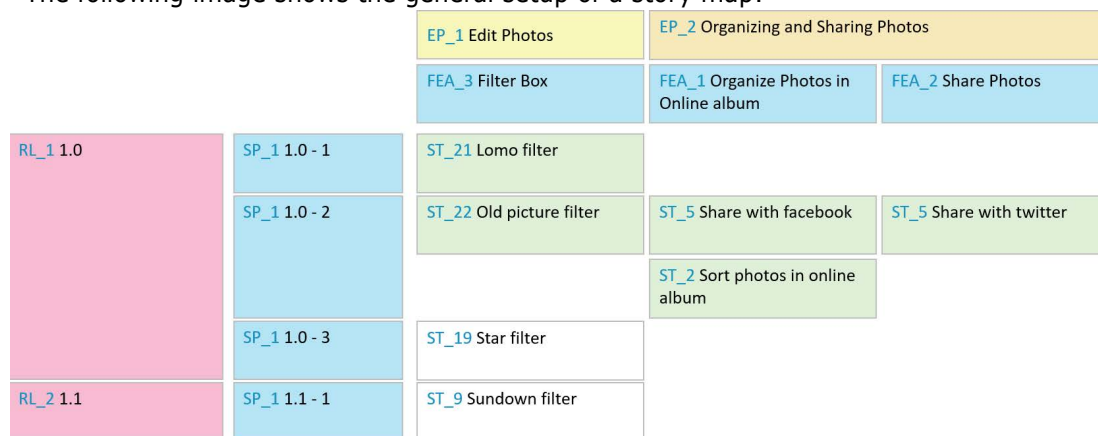 The following image shows the general setup of a story map:
EP_1 Edit Photos
EP_2 Organizing and Sharing Photos
FEA_3 Filter Box
FEA_1 Organize Photos in
Online album
FEA_2 Share Photos
RL_1 1.0
SP_1 1.0 - 1
ST_21 Lomo filter
SP_1 1.0 - 2
ST_22 Old picture filter
ST_5 Share with facebook
ST_5 Share with twitter
ST_2 Sort photos in online
album
SP_1 1.0 - 3
ST_19 Star filter
RL_2 1.1
SP_1 1.1 - 1
ST_9 Sundown filter